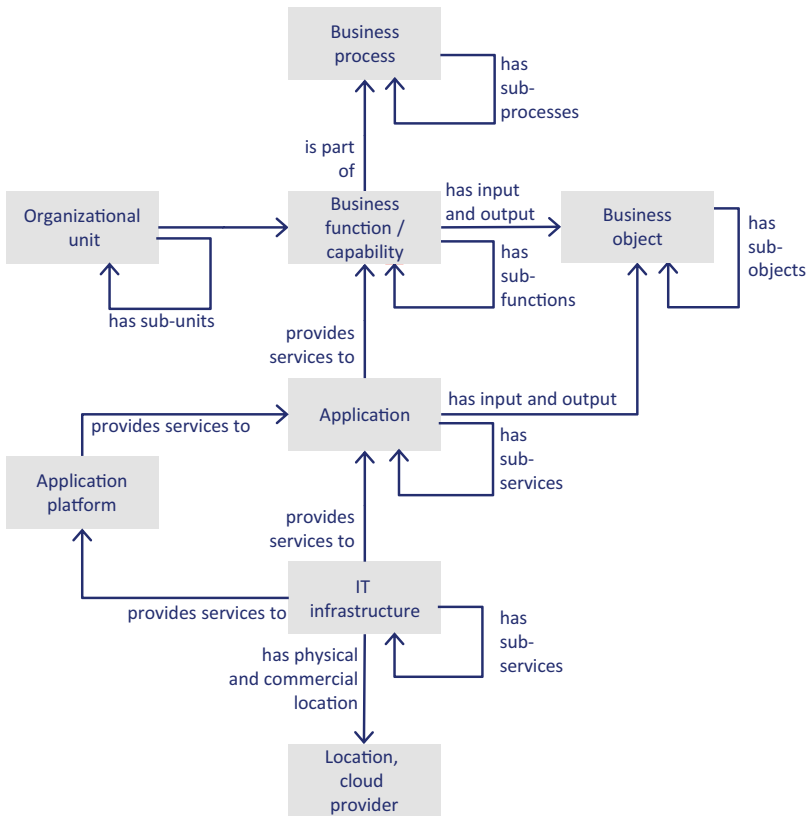 Business
process
has
sub-
processes
is part
of
Organizational
unit
has sub-units
Business
function /
capability
has input
and output
has
sub-
functions
Business
object
has
sub-
objects
provides
services to
Application
has input and output
has
sub-
services
provides services to
Application
platform
provides
services to
IT
infrastructure
provides services to
has
sub-
services
has physical
and commercial
location
Location,
cloud
provider